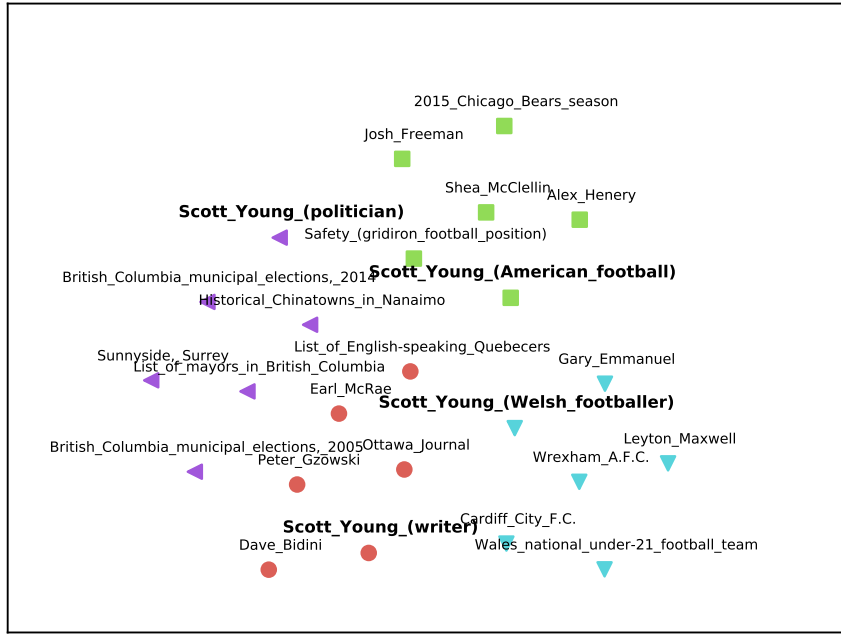 2015_Chicago_Bears_season
Josh_Freeman
Shea_McClellin
Alex_Henery
Scott_Young_(politician)
Safety_(gridiron_football_position)
Scott_Young_(American_football)
British_Columbia_municipal_elections,_2014
Historical_Chinatowns_in_Nanaimo
List_of_English-speaking_Quebecers
Sunnyside,_Surrey
Gary_Emmanuel
List_of_mayors_in_British_Columbia
Earl_McRae
Scott_Young_(Welsh_footballer)
Leyton_Maxwell
British_Columbia_municipal_elections,_2005
Ottawa_Journal
Peter_Gzowski
Wrexham_A.F.C.
Cardiff_City_F.C.
Scott_Young_(writer)
Dave_Bidini
Wales_national_under-21_football_team